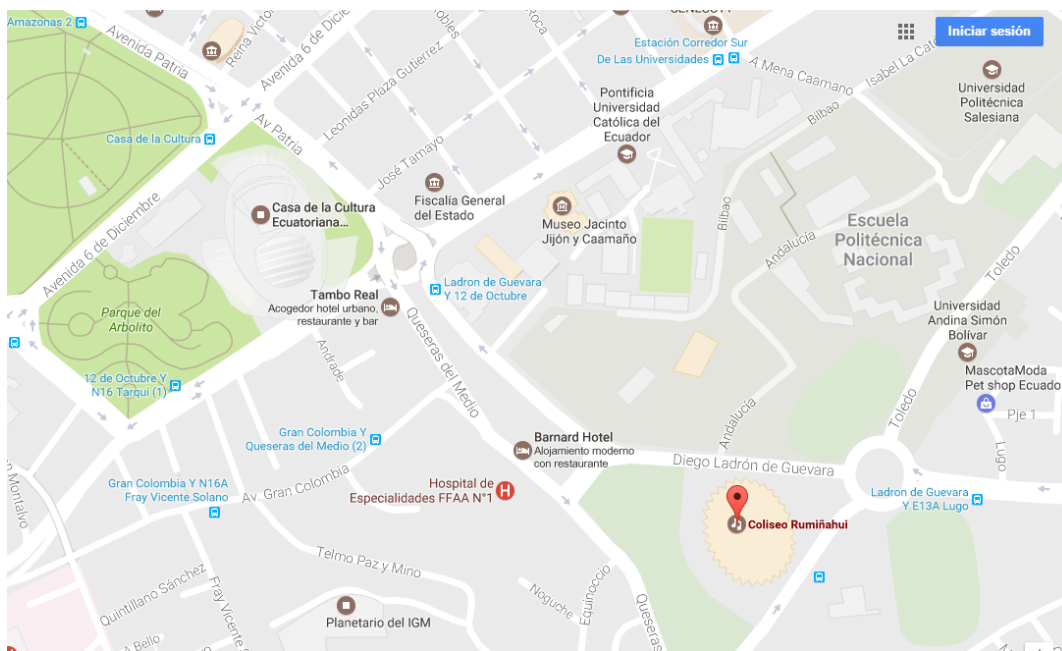 Amazonas 2
Avenida Patria
Reina Victoria
Avenida 6 de Diciembre
Leonidas Plaza Gutierrez
Robles
Roca
Iniciar sesión
Estación Corredor Sur
De Las Universidades
A Mena Caamano
Isabel La Cató
Universidad
Politécnica
Salesiana
Pontificia
Universidad
Católica del
Ecuador
Bilbao
Casa de la Cultura
Av Patria
José Tamayo
Fiscalía General
del Estado
Casa de la Cultura
Ecuatoriana...
Museo Jacinto
Jijón y Caamaño
Bilbao
Andalucía
Escuela
Politécnica
Nacional
Toledo
Avenida 6 de Diciembre
Ladron de Guevara
Y 12 de Octubre
Tambo Real
Acogedor hotel urbano,
restaurante y bar
Parque del
Arbolito
Universidad
Andina Simón
Bolívar
Andrade
Queseras del Medio
MascotaModa
Pet shop Ecuado
Pje 1
12 de Octubre Y
N16 Tarqui (1)
Andalucía
Toledo
Lugo
Gran Colombia Y
Queseras del Medio (2)
Barnard Hotel
Alojamiento moderno
con restaurante
Diego Ladrón de Guevara
n Montalvo
Gran Colombia Y N16A
Fray Vicente Solano
Av. Gran Colombia
Hospital de
Especialidades FFAA N°1
H
Ladron de Guevara
Y E13A Lugo
Coliseo Rumiñahui
Telmo Paz y Mino
Quintillano Sánchez
Fray Vicente S
Noguche
Equinoccio
Queseras
Planetario del IGM
A Bello